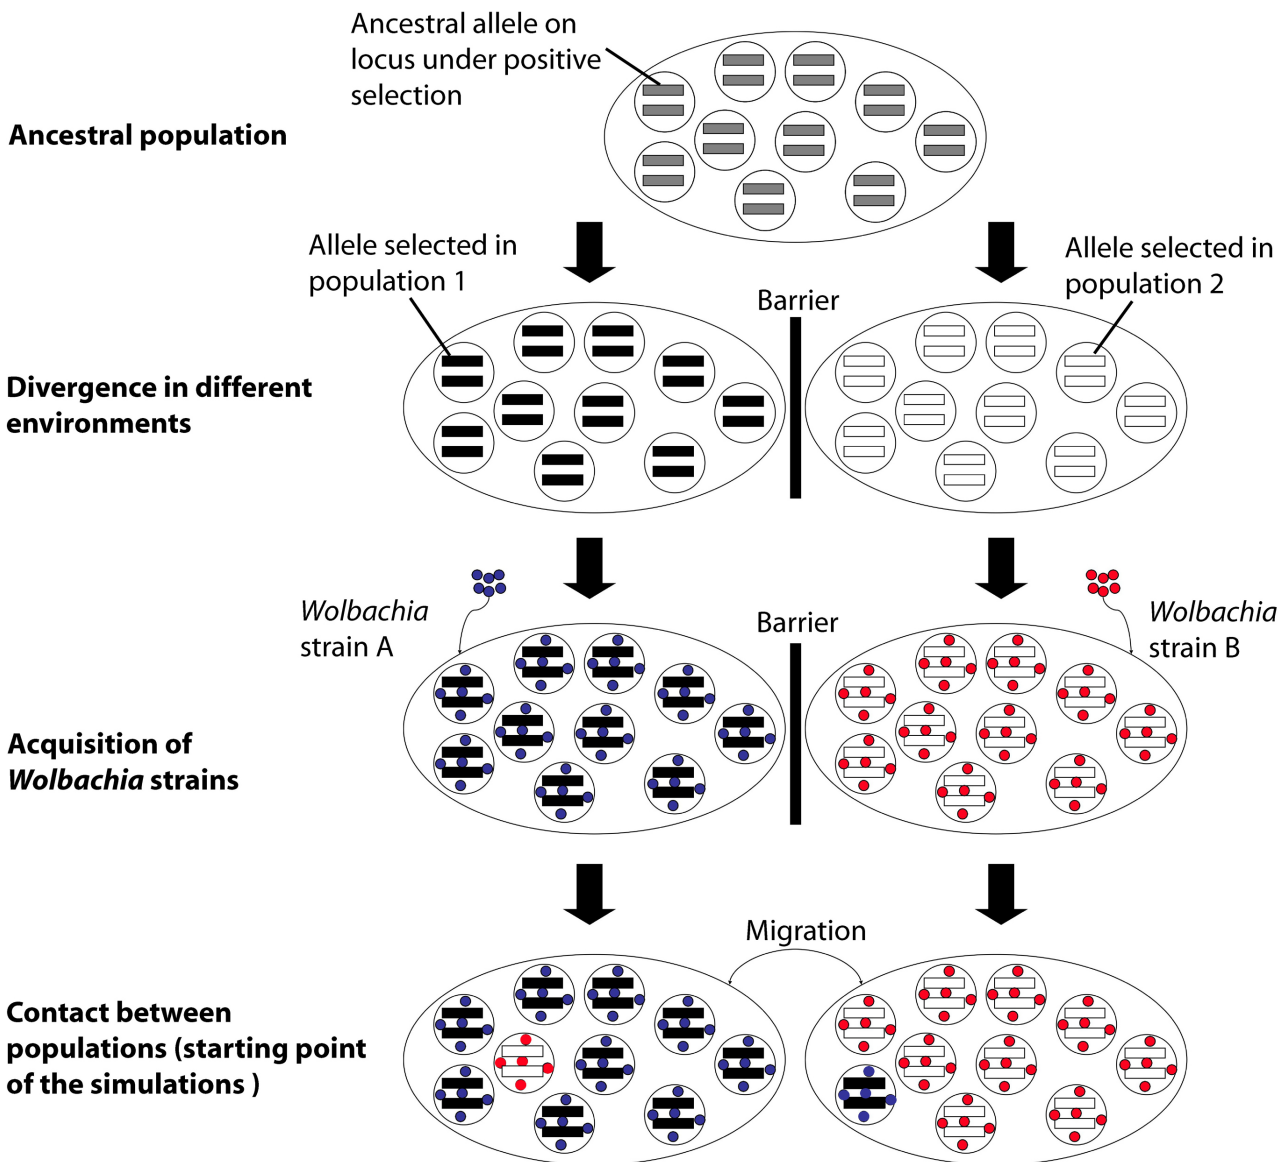 Ancestral allele on
locus under positive
selection
Ancestral population
Allele selected in
population 1
Allele selected in
population 2
Barrier
Divergence in different
environments
Wolbachia
strain A
Barrier
Wolbachia
strain B
Acquisition of
Wolbachia strains
Migration
Contact between
populations (starting point
of the simulations )